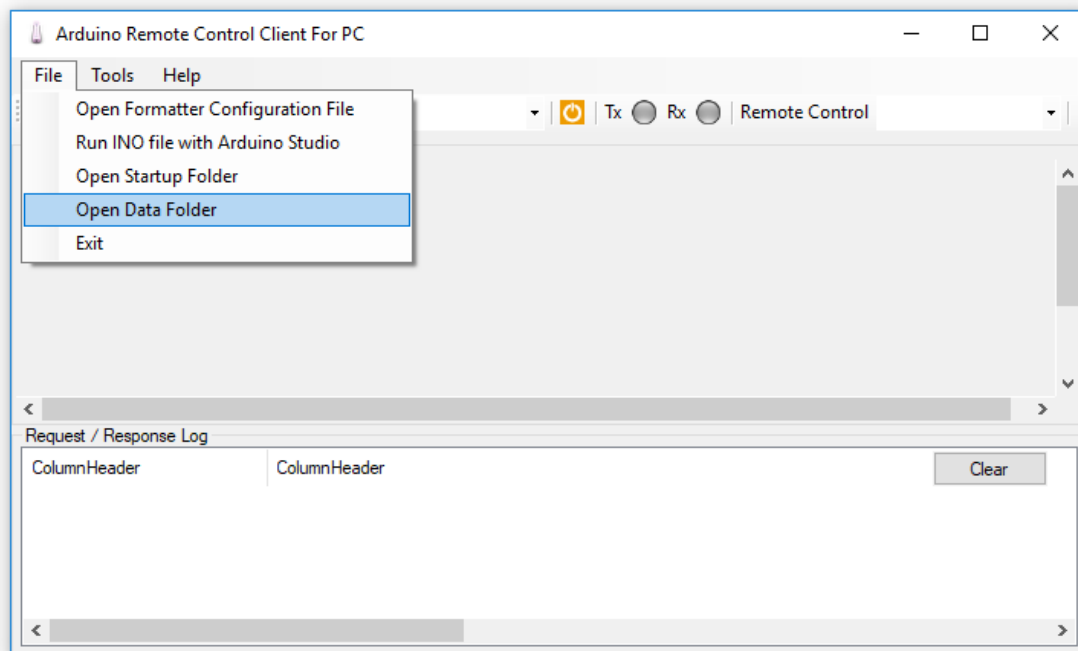 Arduino Remote Control Client For PC
File Tools Help
Open Formatter Configuration File
Tx Rx Remote Control
Run INO file with Arduino Studio
Open Startup Folder
Open Data Folder
Exit
Request / Response Log
ColumnHeader ColumnHeader Clear